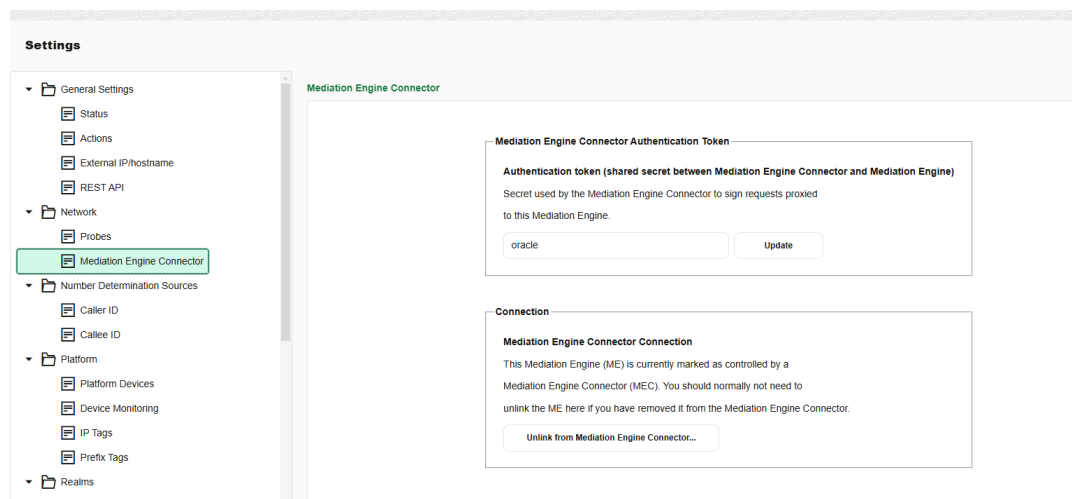 Settings
General Settings
Status
Actions
External IP/hostname
REST API
Network
Probes
Mediation Engine Connector
Number Determination Sources
Caller ID
Callee ID
Platform
Platform Devices
Device Monitoring
IP Tags
Prefix Tags
Realms
Mediation Engine Connector
Mediation Engine Connector Authentication Token
Authentication token (shared secret between Mediation Engine Connector and Mediation Engine)
Secret used by the Mediation Engine Connector to sign requests proxied
to this Mediation Engine.
oracle
Update
Connection
Mediation Engine Connector Connection
This Mediation Engine (ME) is currently marked as controlled by a
Mediation Engine Connector (MEC). You should normally not need to
unlink the ME here if you have removed it from the Mediation Engine Connector.
Unlink from Mediation Engine Connector...